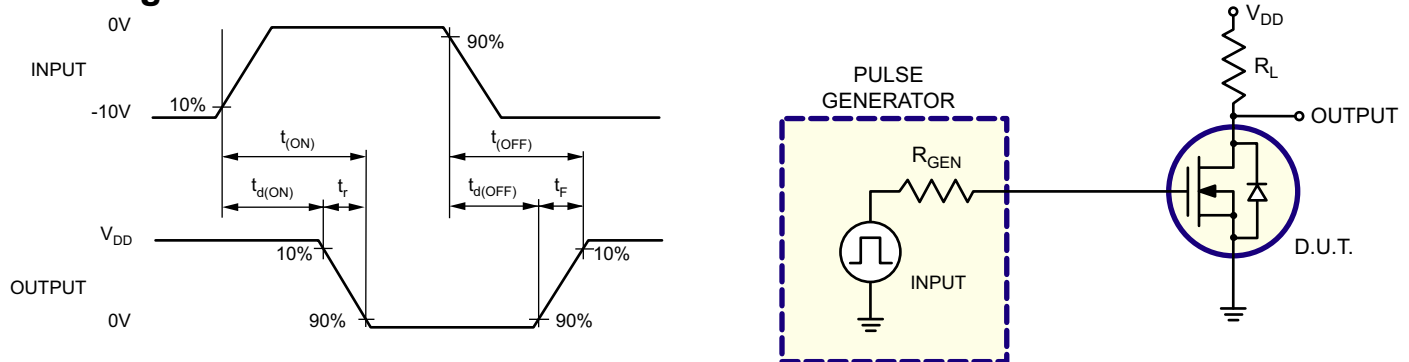 g
0V
INPUT
-10V
10%
90%
t(ON)
t(OFF)
td(ON)
tr
td(OFF)
tF
VDD
10%
10%
OUTPUT
0V
90%
90%
PULSE
GENERATOR
RGEN
INPUT
VDD
RL
OUTPUT
D.U.T.